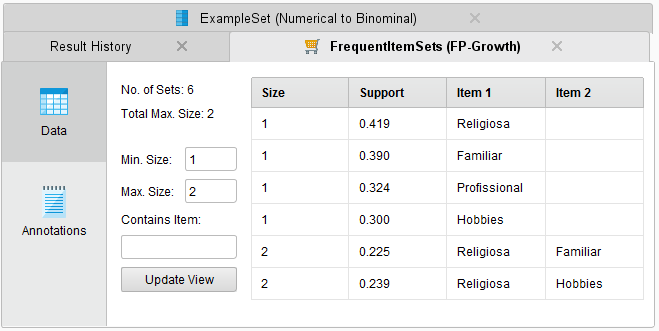 ExampleSet (Numerical to Binominal)
Result History
FrequentItemSets (FP-Growth)
Data
Annotations
No. of Sets: 6
Total Max. Size: 2
Min. Size: 1
Max. Size: 2
Contains Item:
Update View
Size Support Item 1 Item 2
1 0.419 Religiosa
1 0.390 Familiar
1 0.324 Profissional
1 0.300 Hobbies
2 0.225 Religiosa Familiar
2 0.239 Religiosa Hobbies